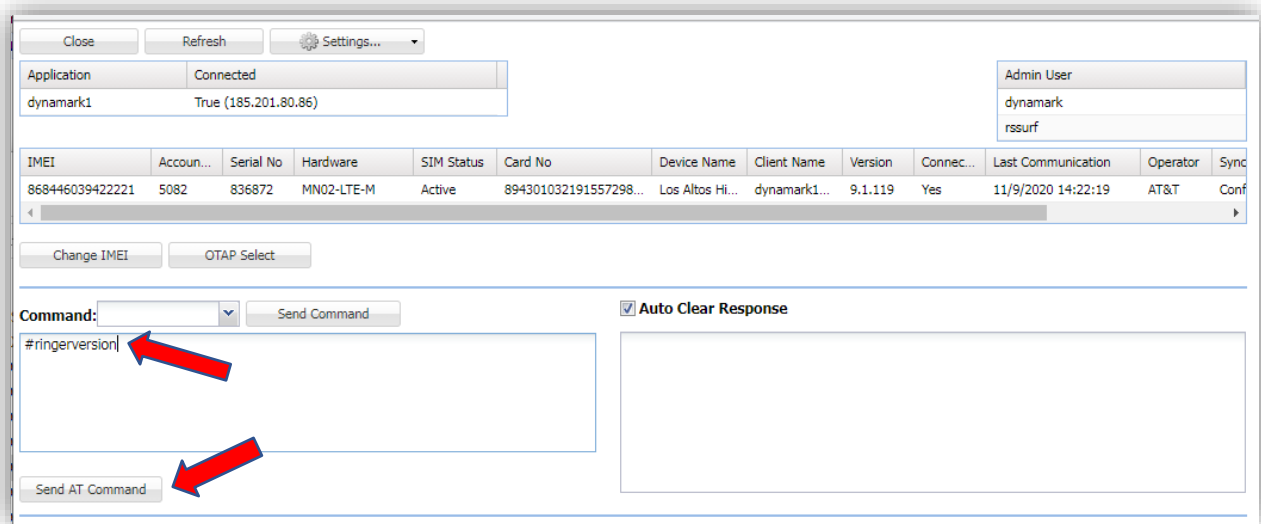 Close Refresh Settings...
Application Connected
dynamark1 True (185.201.80.86)
Admin User
dynamark
rssurf
IMEI Accoun... Serial No Hardware SIM Status Card No Device Name Client Name Version Connec... Last Communication Operator Sync
868446039422221 5082 836872 MN02-LTE-M Active 894301032191557298... Los Altos Hi... dynamark1... 9.1.119 Yes 11/9/2020 14:22:19 AT&T Conf
Change IMEI OTAP Select
Command: Send Command
Auto Clear Response
#ringerversion
Send AT Command